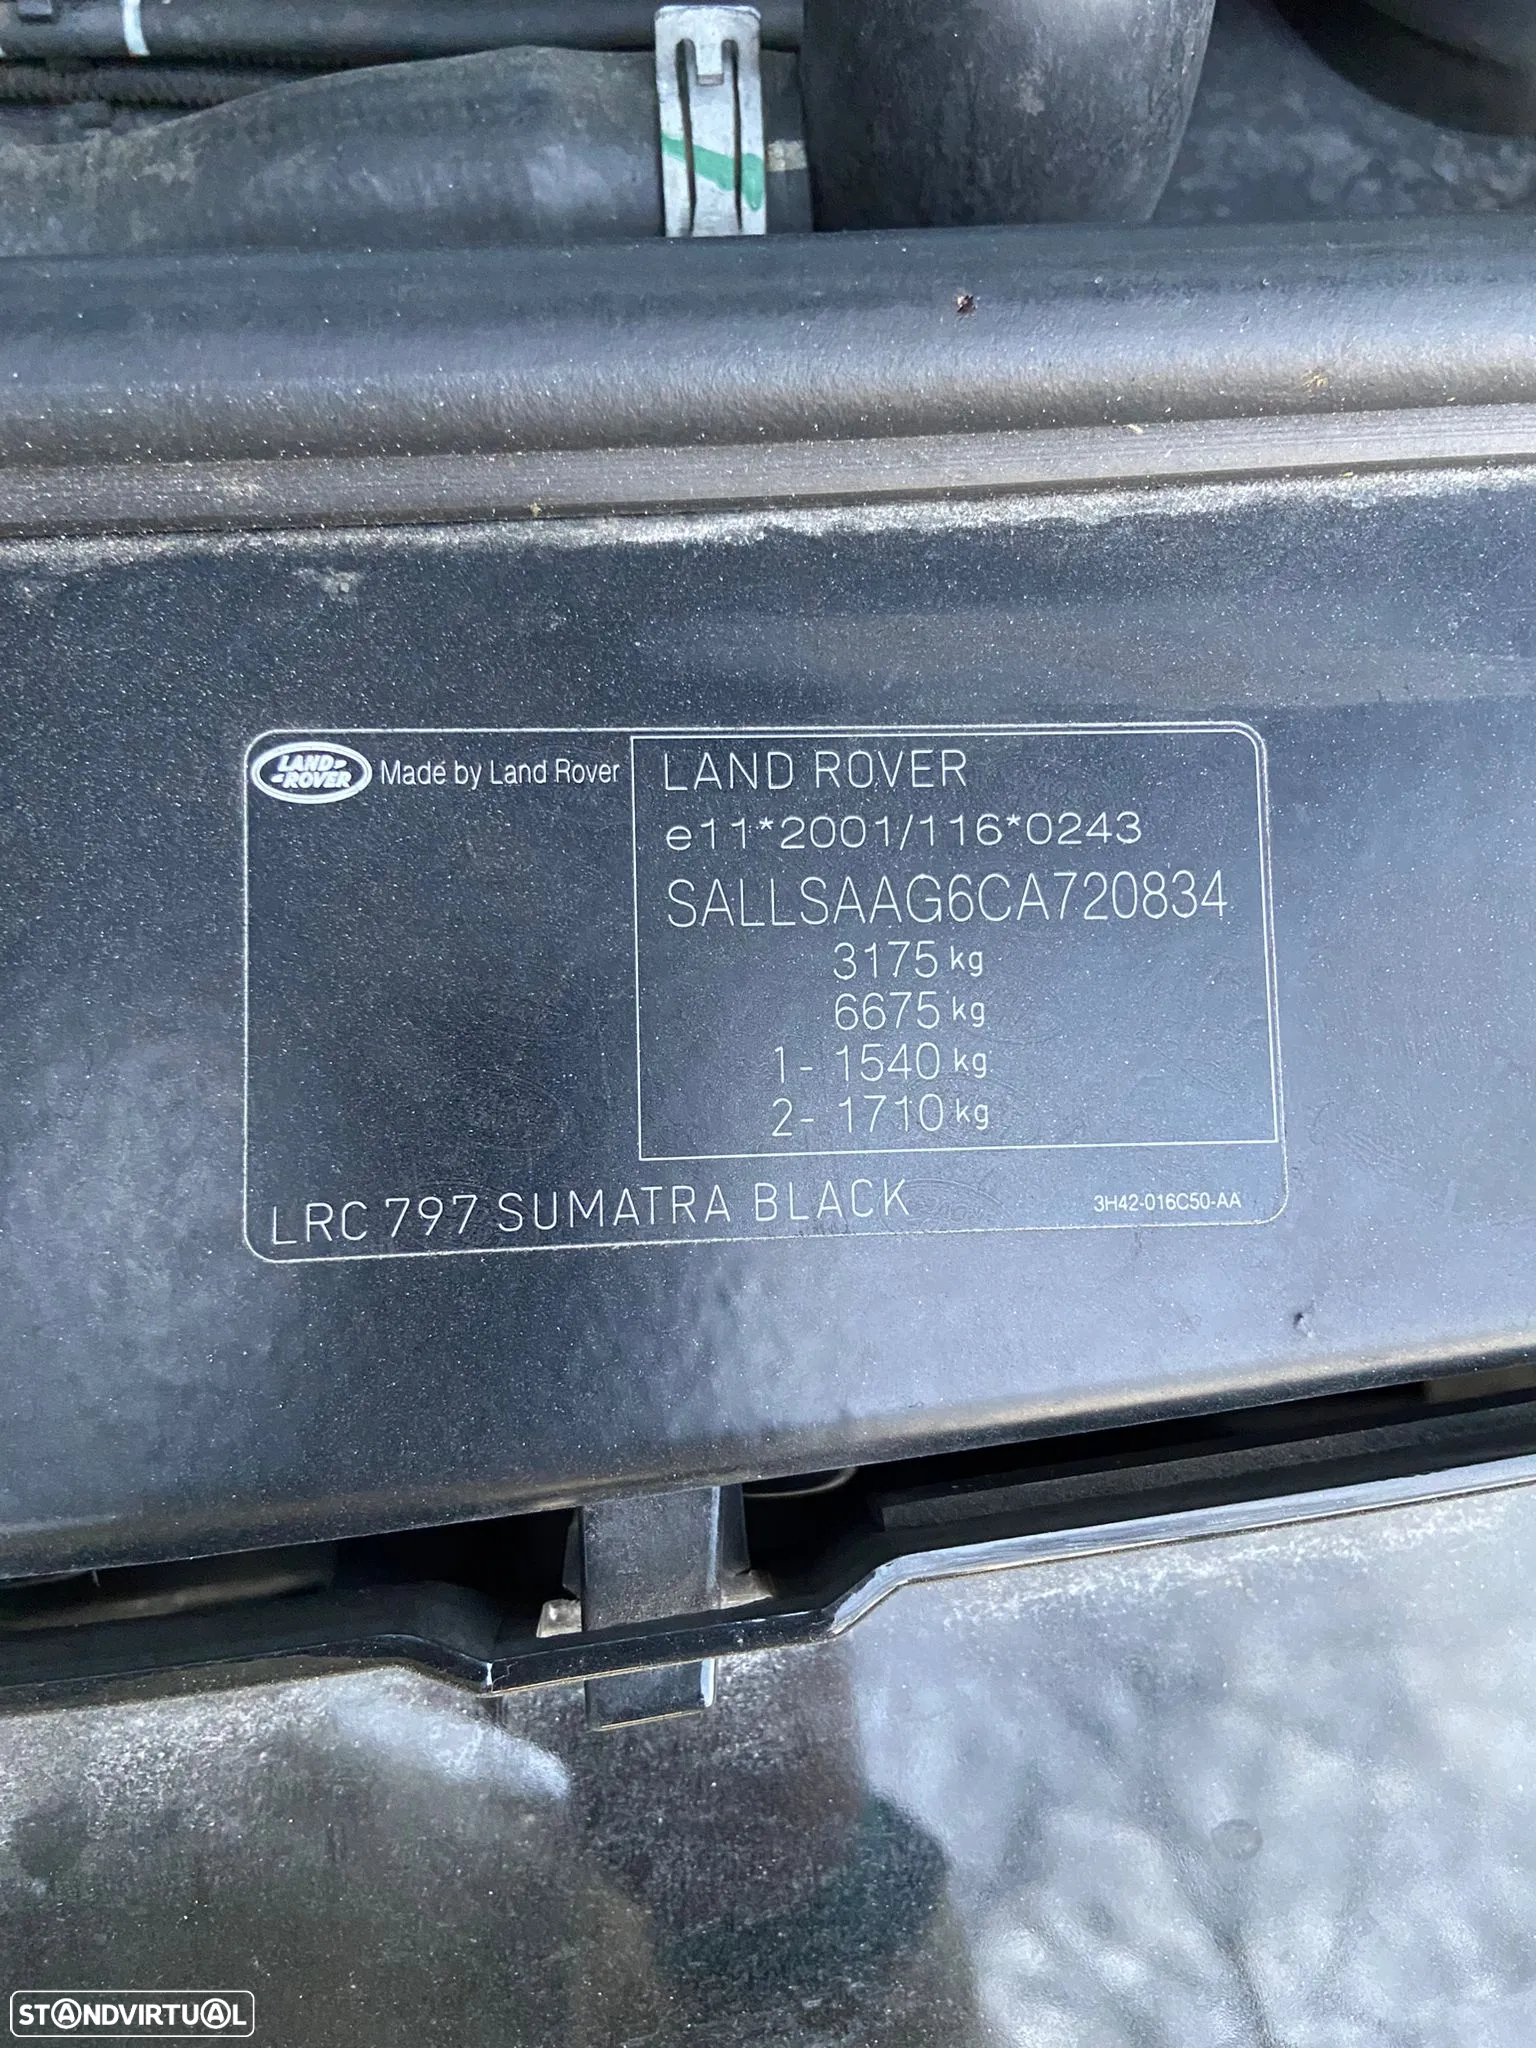 LAND ROVER Made by Land Rover
LAND ROVER
e11*2001/116*0243
SALLSAAG6CA720834
3175 kg
6675 kg
1- 1540 kg
2- 1710 kg
LRC 797 SUMATRA BLACK
3H42-016C50-AA
STANDVIRTUAL